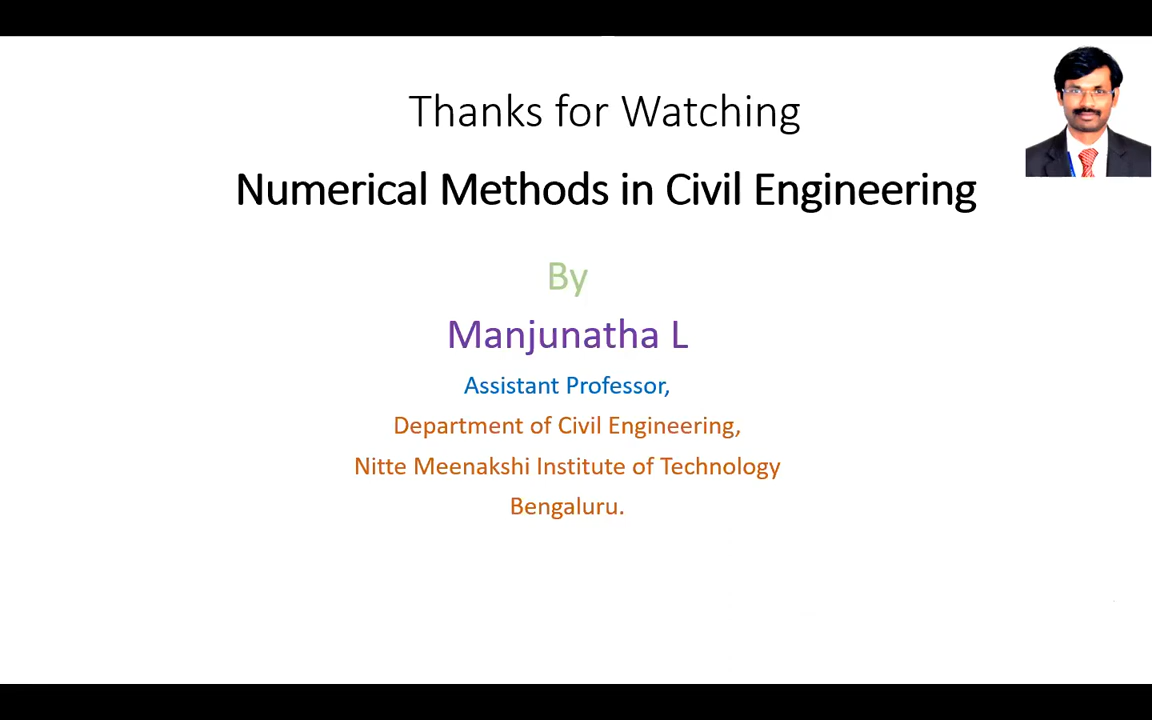 Thanks for Watching
Numerical Methods in Civil Engineering
By
Manjunatha L
Assistant Professor,
Department of Civil Engineering,
Nitte Meenakshi Institute of Technology
Bengaluru.